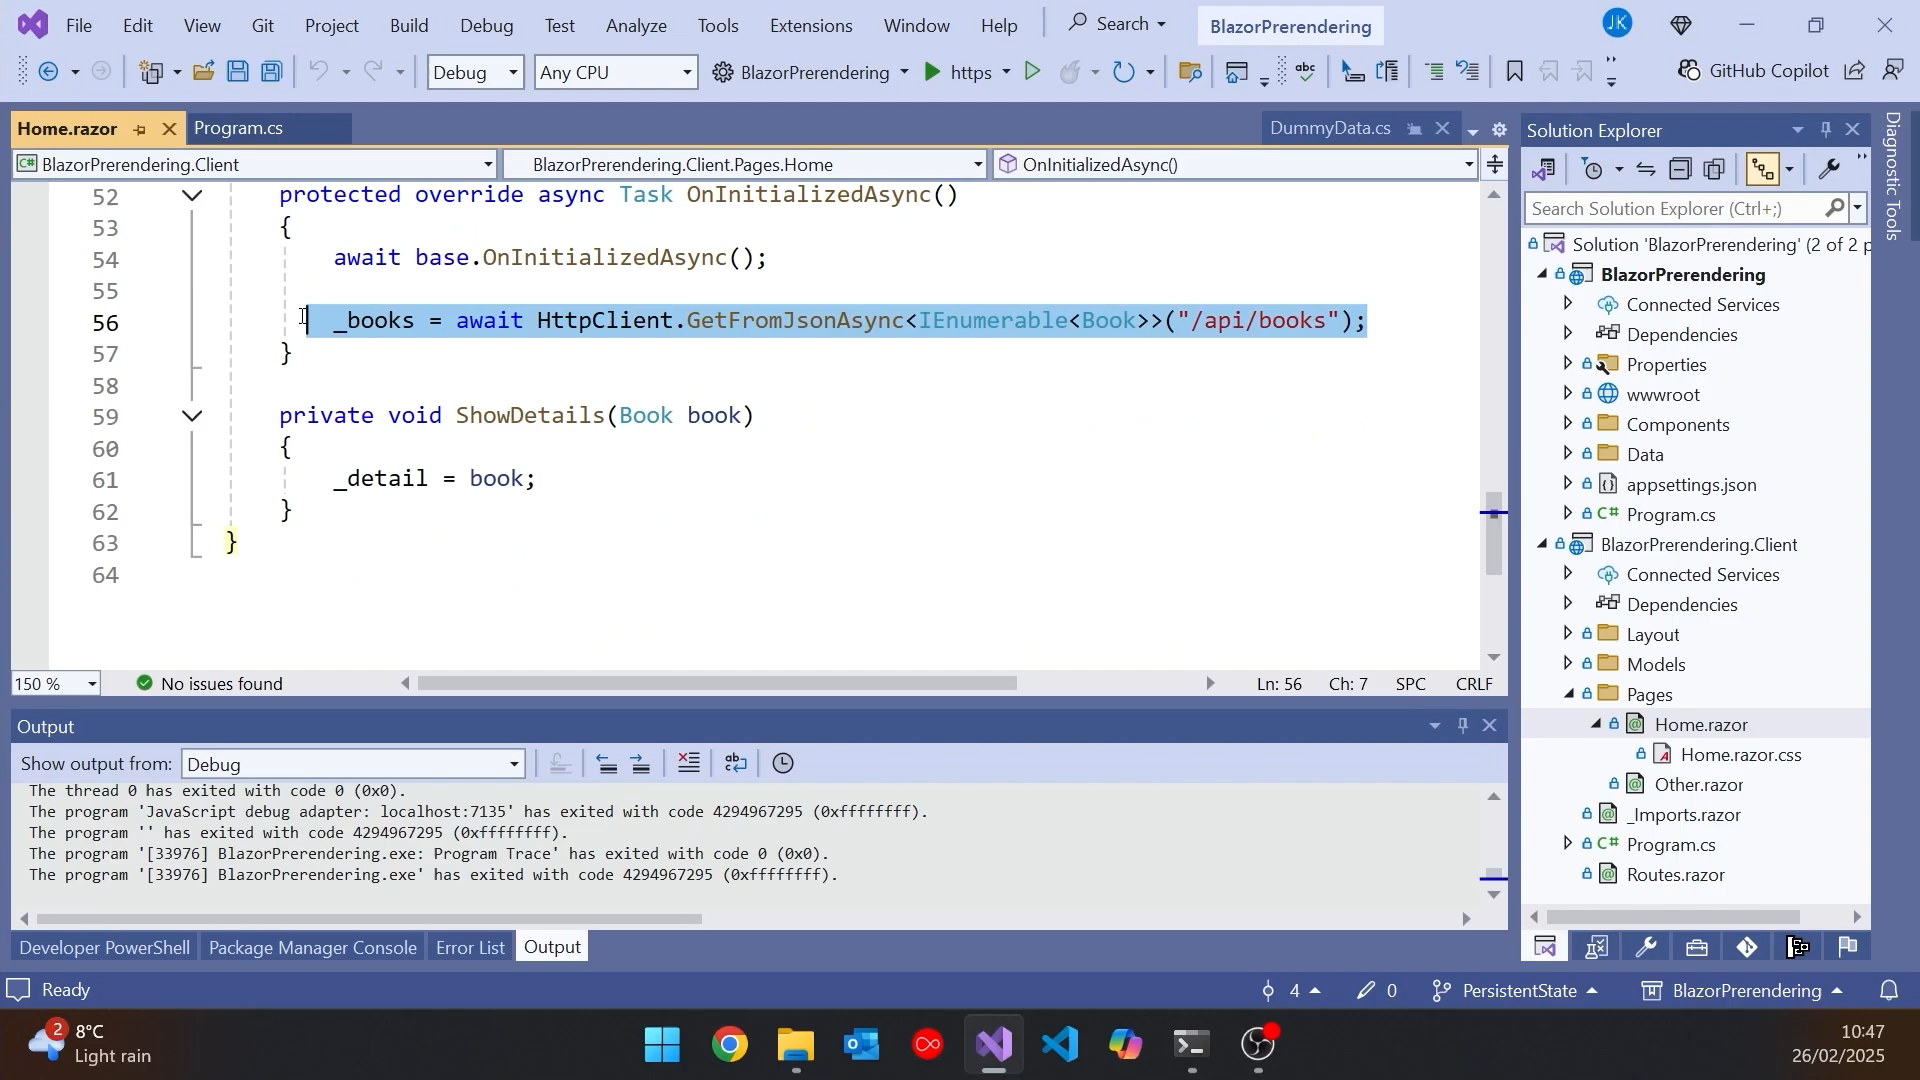 File Edit View Git Project Build Debug Test Analyze Tools Extensions Window Help Search BlazorPrerendering JK
Debug Any CPU BlazorPrerendering https GitHub Copilot
Home.razor Program.cs DummyData.cs
BlazorPrerendering.Client BlazorPrerendering.Client.Pages.Home OnInitializedAsync()
52 protected override async Task OnInitializedAsync()
53 {
54 await base.OnInitializedAsync();
55
56 _books = await HttpClient.GetFromJsonAsync<IEnumerable<Book>>("/api/books");
57 }
58
59 private void ShowDetails(Book book)
60 {
61 _detail = book;
62 }
63 }
64
150 % No issues found Ln: 56 Ch: 7 SPC CRLF
Output
Show output from: Debug
The thread 0 has exited with code 0 (0x0).
The program 'JavaScript debug adapter: localhost:7135' has exited with code 4294967295 (0xffffffff).
The program '' has exited with code 4294967295 (0xffffffff).
The program '[33976] BlazorPrerendering.exe: Program Trace' has exited with code 0 (0x0).
The program '[33976] BlazorPrerendering.exe' has exited with code 4294967295 (0xffffffff).
Developer PowerShell Package Manager Console Error List Output
Solution Explorer
Search Solution Explorer (Ctrl+;)
Solution 'BlazorPrerendering' (2 of 2 p
BlazorPrerendering
Connected Services
Dependencies
Properties
wwwroot
Components
Data
appsettings.json
C# Program.cs
BlazorPrerendering.Client
Connected Services
Dependencies
Layout
Models
Pages
Home.razor
Home.razor.css
Other.razor
_Imports.razor
C# Program.cs
Routes.razor
Diagnostic Tools
Ready 4 0 PersistentState BlazorPrerendering
2 8°C
Light rain
10:47
26/02/2025